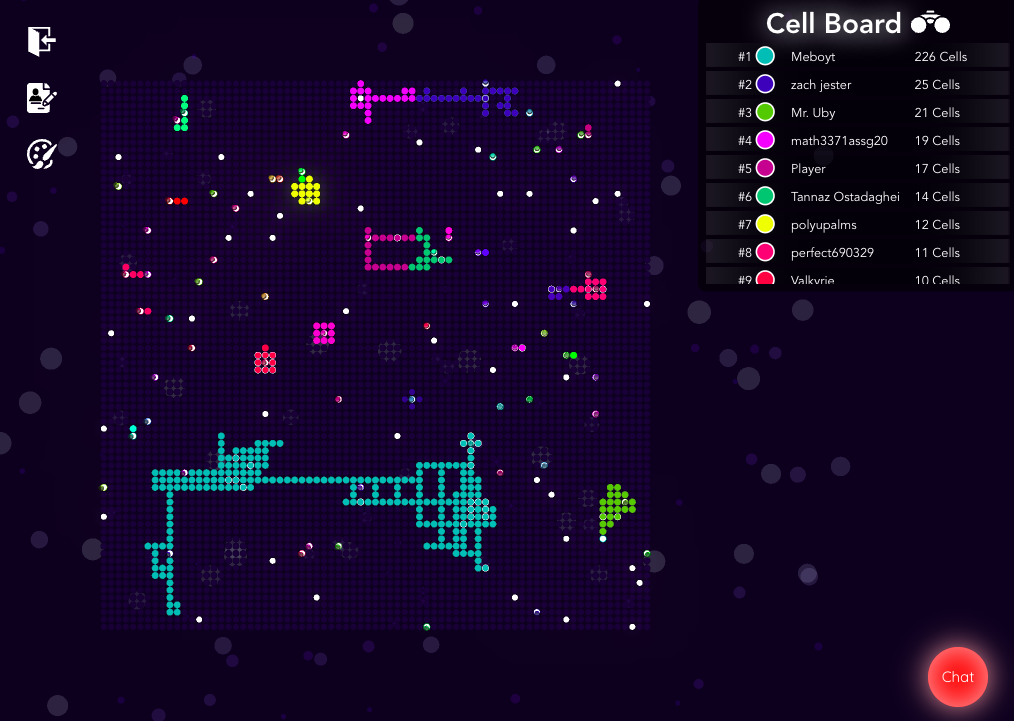 Cell Board
#1 Meboyt 226 Cells
#2 zach jester 25 Cells
#3 Mr. Uby 21 Cells
#4 math3371assg20 19 Cells
#5 Player 17 Cells
#6 Tannaz Ostadaghei 14 Cells
#7 polyupalms 12 Cells
#8 perfect690329 11 Cells
#9 Valkyrie 10 Cells
Chat